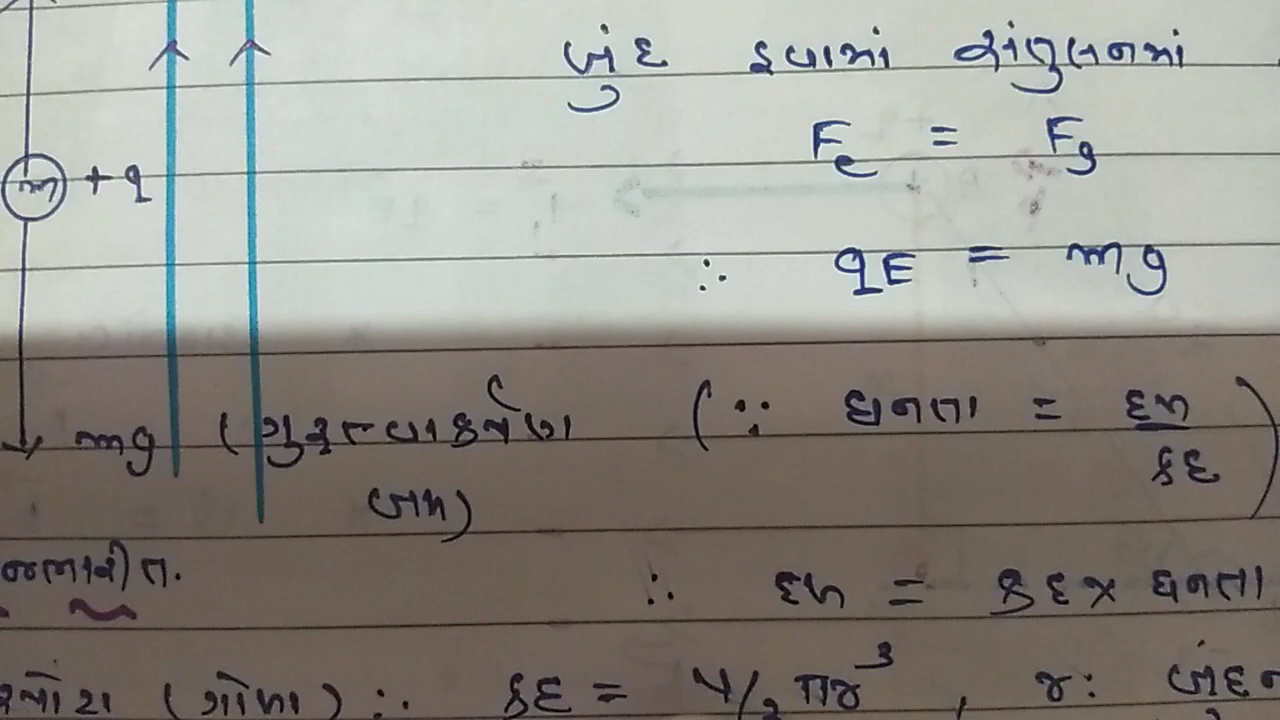 બુંદ હવામાં સંતુલનમાં
Fe = Fg
m +q
∴ qE = mg
mg (ગુરુત્વાકર્ષણ (∵ ઘનતા = દળ/કદ)
બળ)
∴ દળ = કદ × ઘનતા
(ગોળા) ∴ કદ = 4/3 πr³ , r: બુંદન